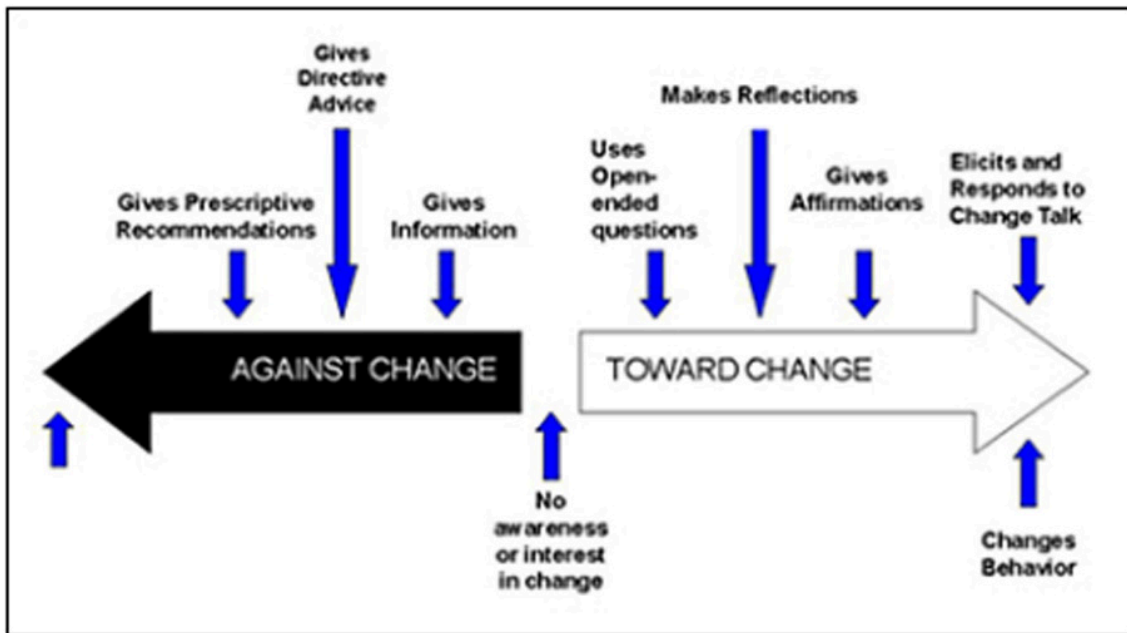 Gives
Directive
Advice
Gives Prescriptive
Recommendations
Gives
Information
Makes Reflections
Uses
Open-
ended
questions
Gives
Affirmations
Elicits and
Responds to
Change Talk
AGAINST CHANGE
TOWARD CHANGE
No
awareness
or interest
in change
Changes
Behavior